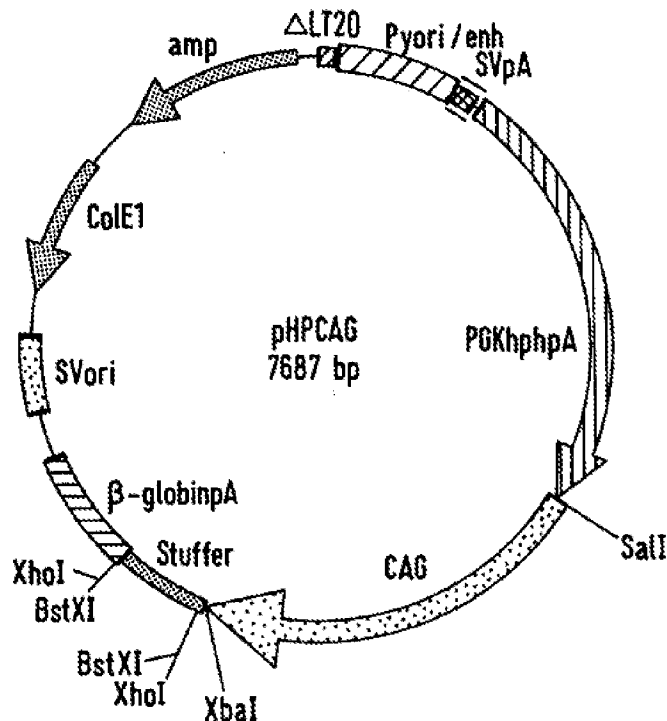 ΔLT20
Pyori/enh
SVpA
amp
ColE1
pHPCAG
7687 bp
PGKhphpA
SVori
β-globinpA
Stuffer
CAG
SalI
XhoI
BstXI
BstXI
XhoI
XbaI